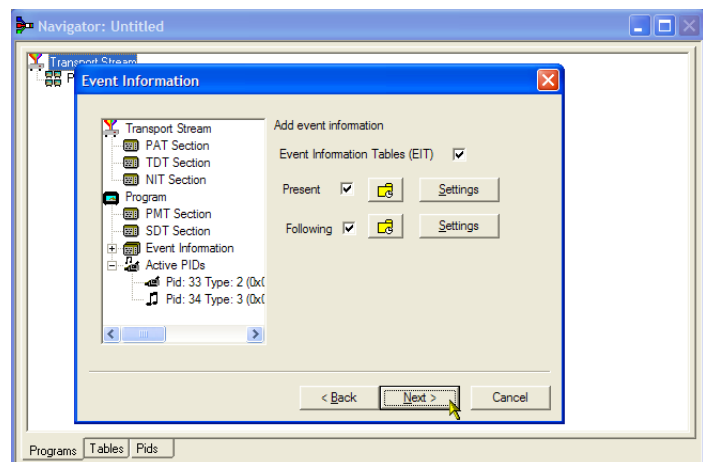 Navigator: Untitled
Transport Stream
P
Event Information
Transport Stream
PAT Section
TDT Section
NIT Section
Program
PMT Section
SDT Section
Event Information
Active PIDs
Pid: 33 Type: 2 (0x(
Pid: 34 Type: 3 (0x(
Add event information
Event Information Tables (EIT)
Present Settings
Following Settings
< Back Next > Cancel
Programs Tables Pids